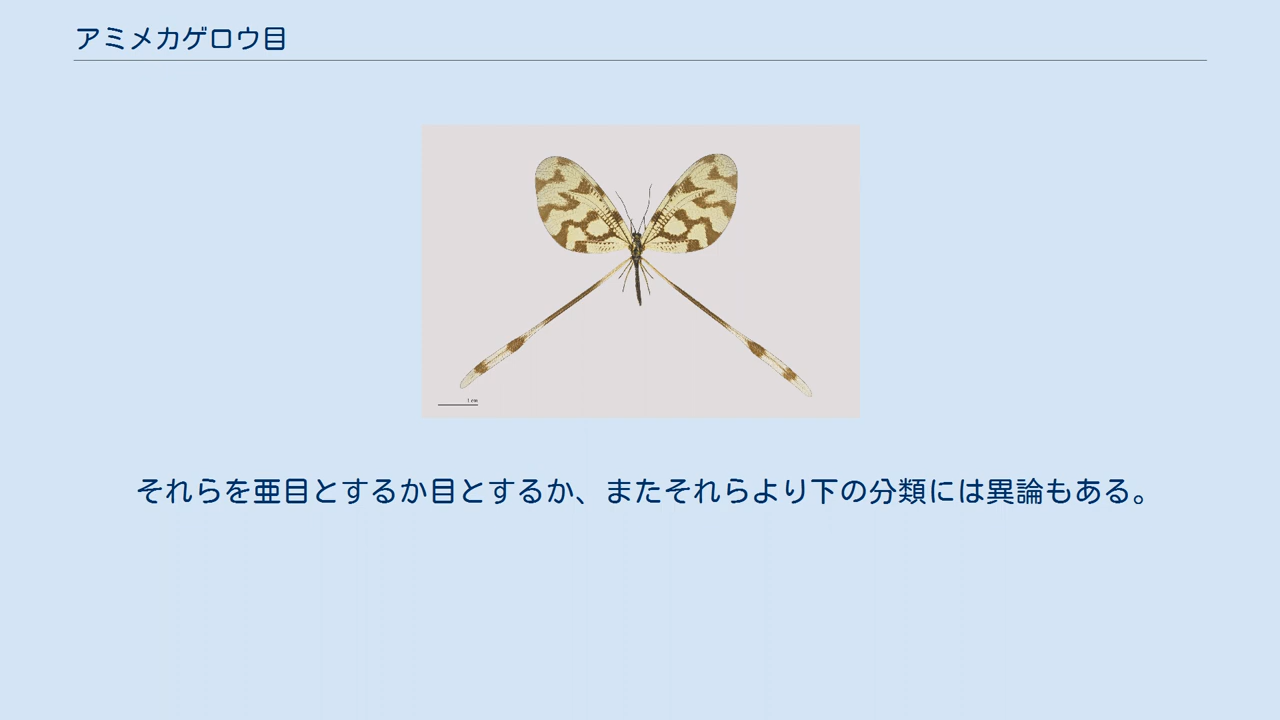 アミメカゲロウ目
1 cm
それらを亜目とするか目とするか、またそれらより下の分類には異論もある。